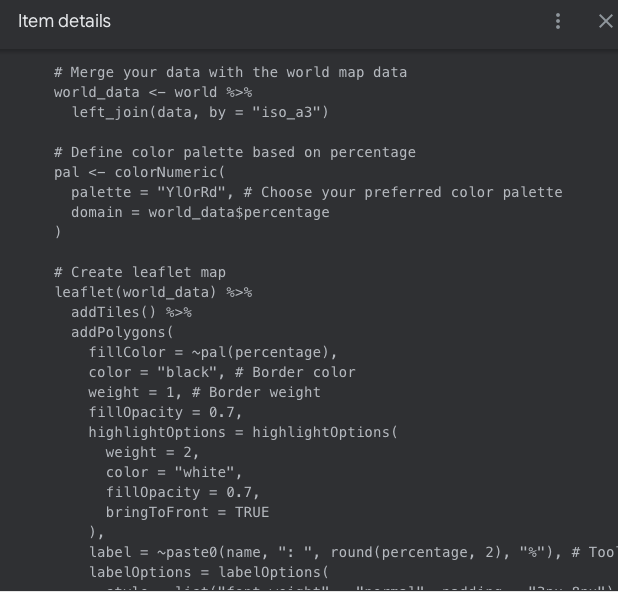 Item details
# Merge your data with the world map data
world_data <- world %>%
  left_join(data, by = "iso_a3")
# Define color palette based on percentage
pal <- colorNumeric(
  palette = "YlOrRd", # Choose your preferred color palette
  domain = world_data$percentage
)
# Create leaflet map
leaflet(world_data) %>%
  addTiles() %>%
  addPolygons(
    fillColor = ~pal(percentage),
    color = "black", # Border color
    weight = 1, # Border weight
    fillOpacity = 0.7,
    highlightOptions = highlightOptions(
      weight = 2,
      color = "white",
      fillOpacity = 0.7,
      bringToFront = TRUE
    ),
    label = ~paste0(name, ": ", round(percentage, 2), "%"), # Too
    labelOptions = labelOptions(